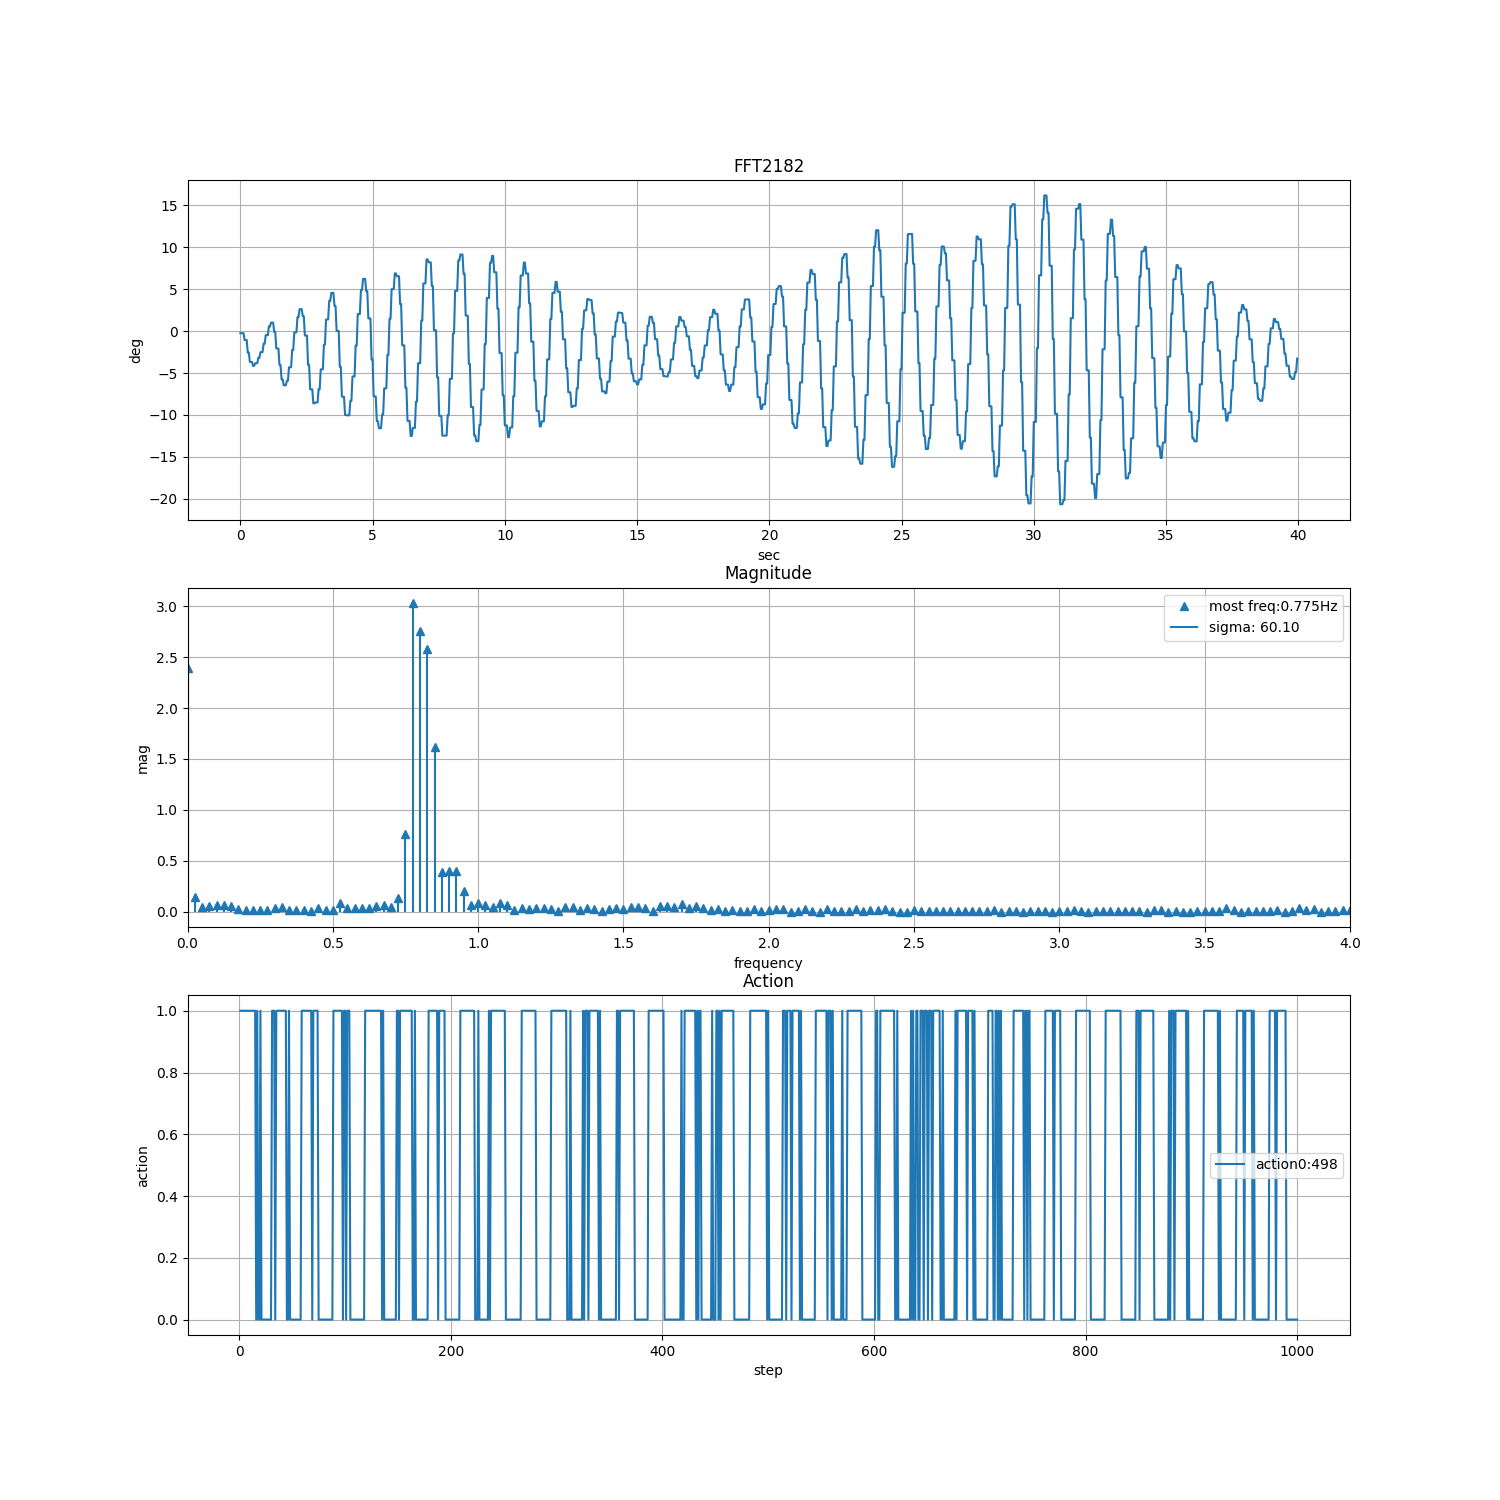 FFT2182
15
10
5
0
−5
−10
−15
−20
deg
0 5 10 15 20 25 30 35 40
sec
Magnitude
3.0
2.5
2.0
1.5
1.0
0.5
0.0
mag
most freq:0.775Hz
sigma: 60.10
0.0 0.5 1.0 1.5 2.0 2.5 3.0 3.5 4.0
frequency
Action
1.0
0.8
0.6
0.4
0.2
0.0
action
action0:498
0 200 400 600 800 1000
step